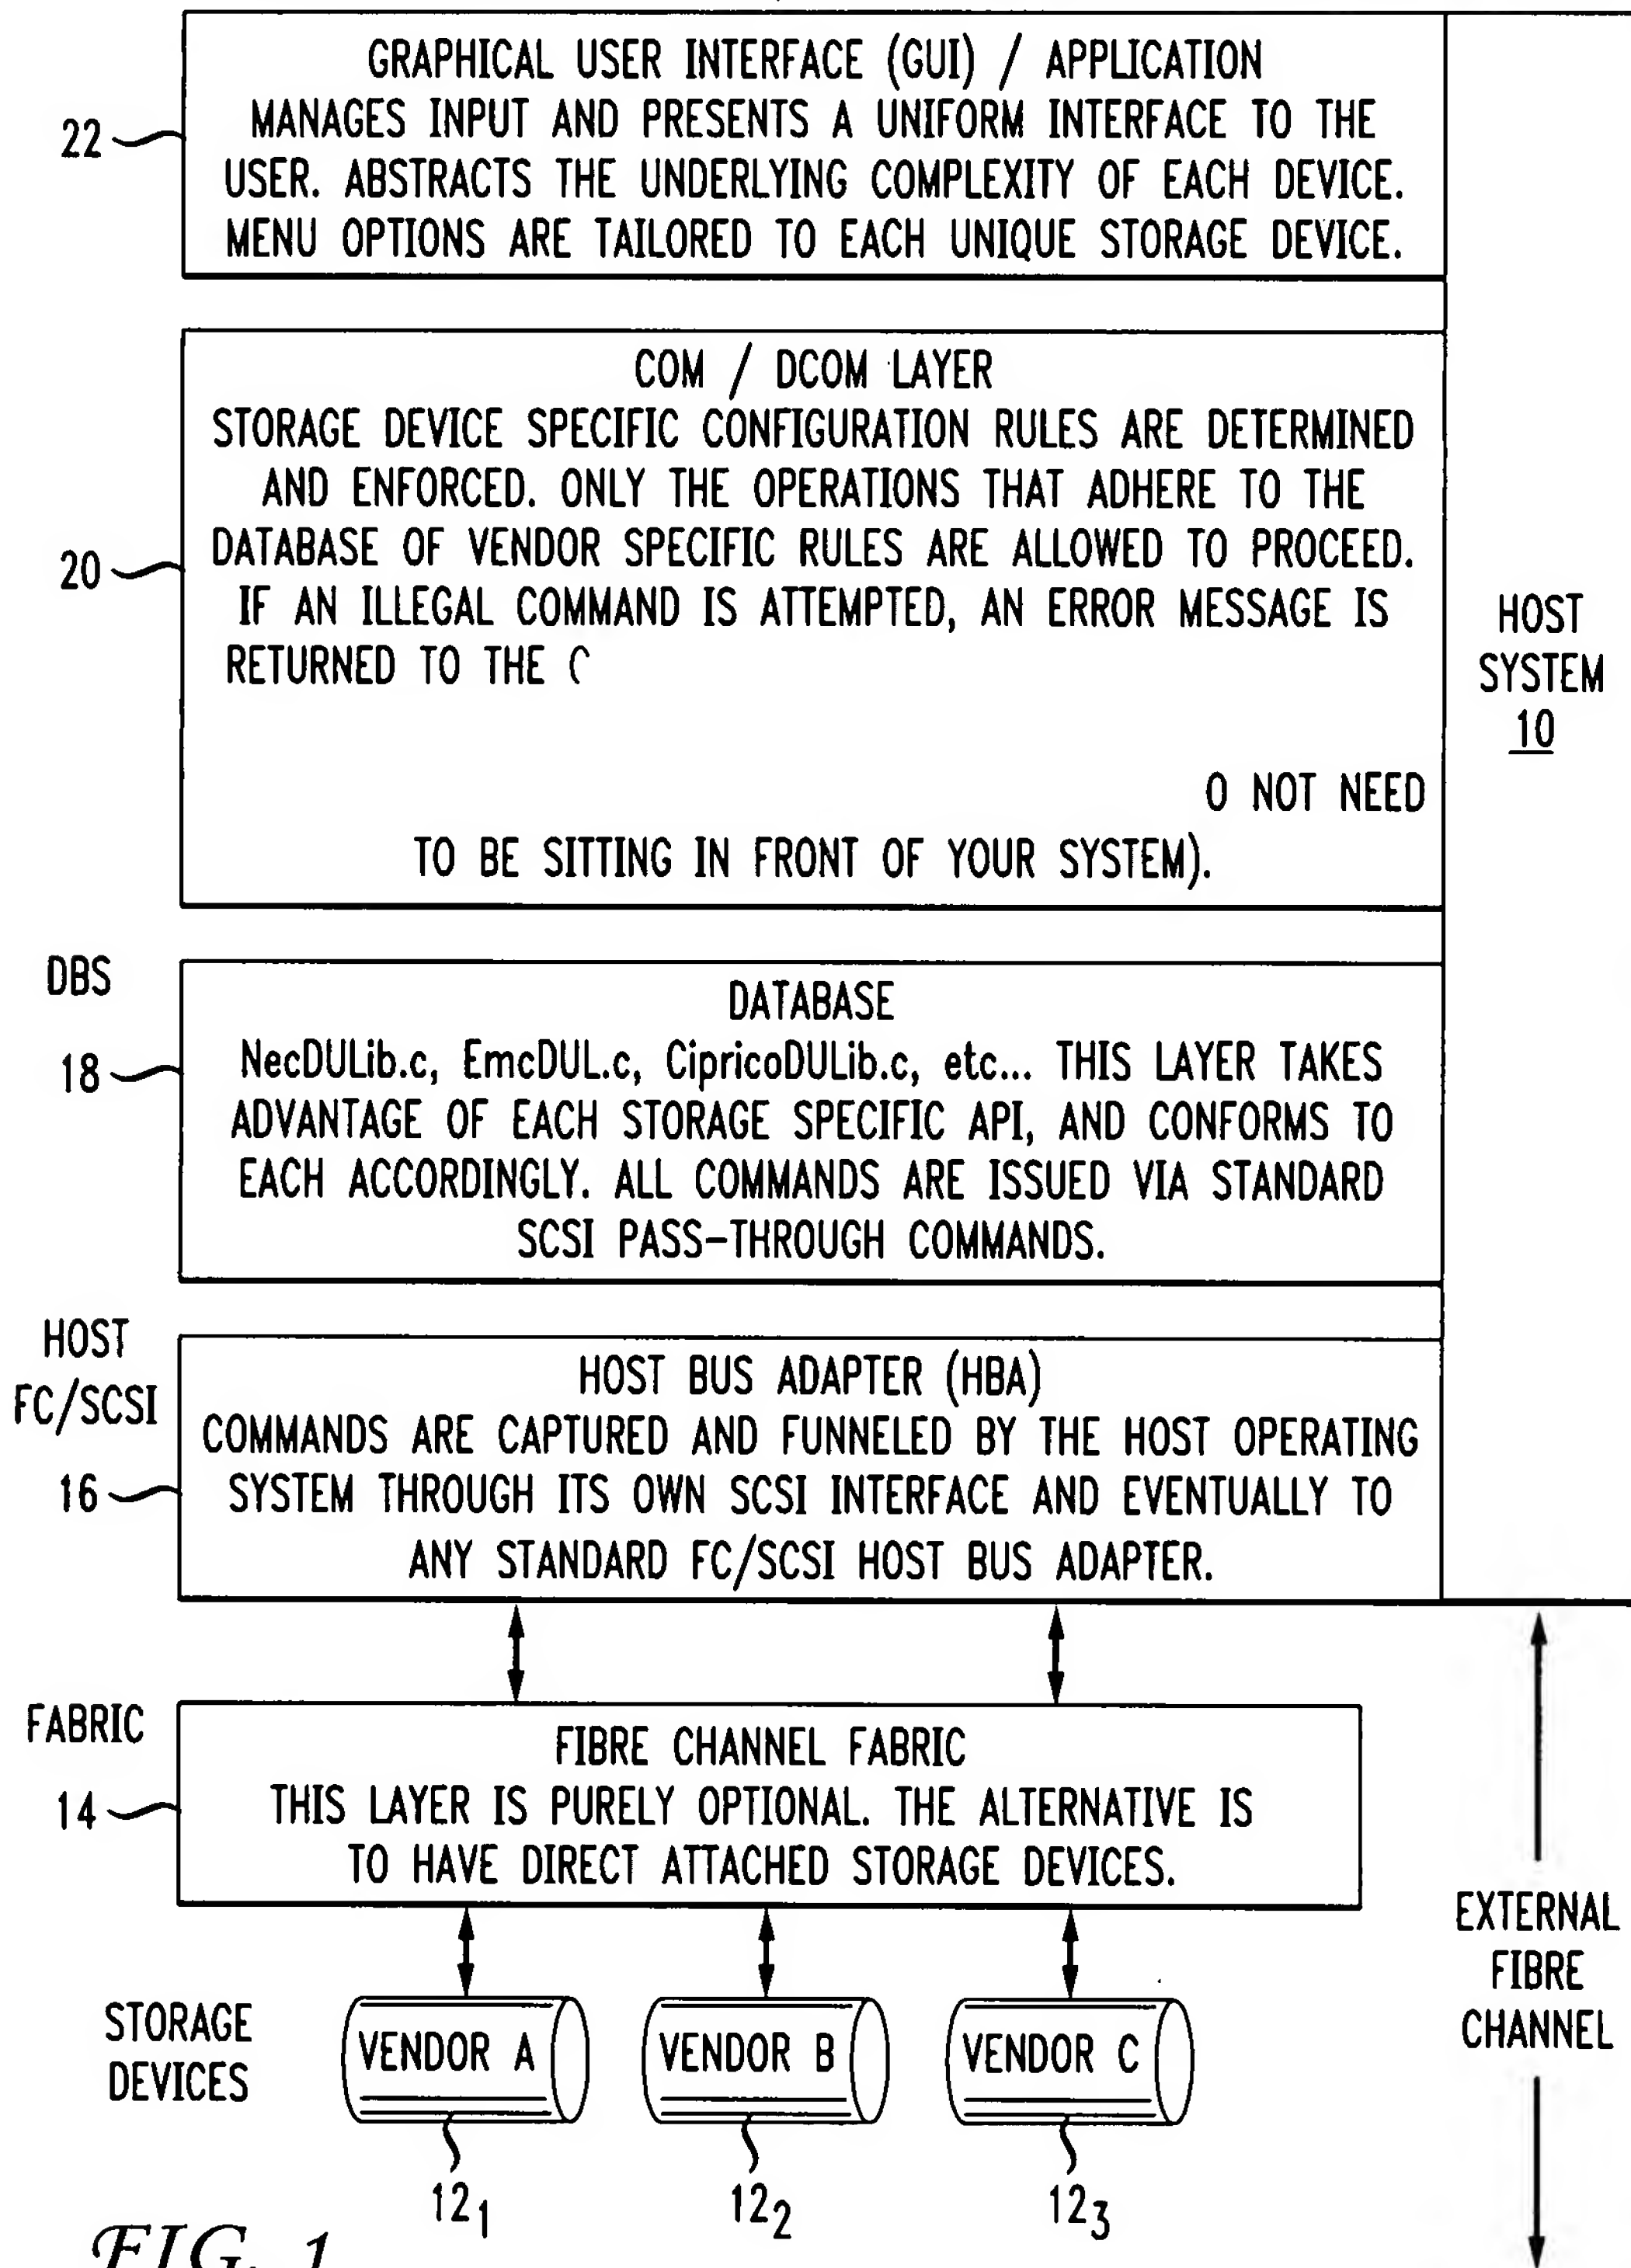 GRAPHICAL USER INTERFACE (GUI) / APPLICATION
MANAGES INPUT AND PRESENTS A UNIFORM INTERFACE TO THE
USER. ABSTRACTS THE UNDERLYING COMPLEXITY OF EACH DEVICE.
MENU OPTIONS ARE TAILORED TO EACH UNIQUE STORAGE DEVICE.
22
COM / DCOM LAYER
STORAGE DEVICE SPECIFIC CONFIGURATION RULES ARE DETERMINED
AND ENFORCED. ONLY THE OPERATIONS THAT ADHERE TO THE
DATABASE OF VENDOR SPECIFIC RULES ARE ALLOWED TO PROCEED.
IF AN ILLEGAL COMMAND IS ATTEMPTED, AN ERROR MESSAGE IS
RETURNED TO THE
NOT NEED
TO BE SITTING IN FRONT OF YOUR SYSTEM).
20
HOST
SYSTEM
10
DBS
18
DATABASE
NecDULib.c, EmcDUL.c, CipricoDULib.c, etc... THIS LAYER TAKES
ADVANTAGE OF EACH STORAGE SPECIFIC API, AND CONFORMS TO
EACH ACCORDINGLY. ALL COMMANDS ARE ISSUED VIA STANDARD
SCSI PASS-THROUGH COMMANDS.
HOST
FC/SCSI
16
HOST BUS ADAPTER (HBA)
COMMANDS ARE CAPTURED AND FUNNELED BY THE HOST OPERATING
SYSTEM THROUGH ITS OWN SCSI INTERFACE AND EVENTUALLY TO
ANY STANDARD FC/SCSI HOST BUS ADAPTER.
FABRIC
14
FIBRE CHANNEL FABRIC
THIS LAYER IS PURELY OPTIONAL. THE ALTERNATIVE IS
TO HAVE DIRECT ATTACHED STORAGE DEVICES.
EXTERNAL
FIBRE
CHANNEL
STORAGE
DEVICES
VENDOR A
VENDOR B
VENDOR C
12₁
12₂
12₃
FIG. 1